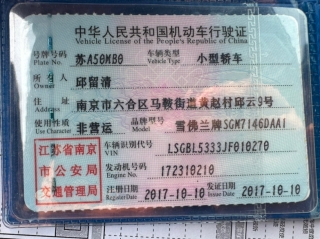 中华人民共和国机动车行驶证
Vehicle License of the People's Republic of China
号牌号码 苏A50MB0 车辆类型 小型轿车
Plate No. Vehicle Type
所有人 邱留清
Owner
住址 南京市六合区马鞍街道黄赵村邱云9号
Address
使用性质 非营运 品牌型号 雪佛兰牌SGM7146DAA1
Use Character Model
江苏省南京市公安局交通管理局
车辆识别代号 LSGBL5333JF010270
VIN
发动机号码 172310210
Engine No.
注册日期 2017-10-10 发证日期 2017-10-10
Register Date Issue Date